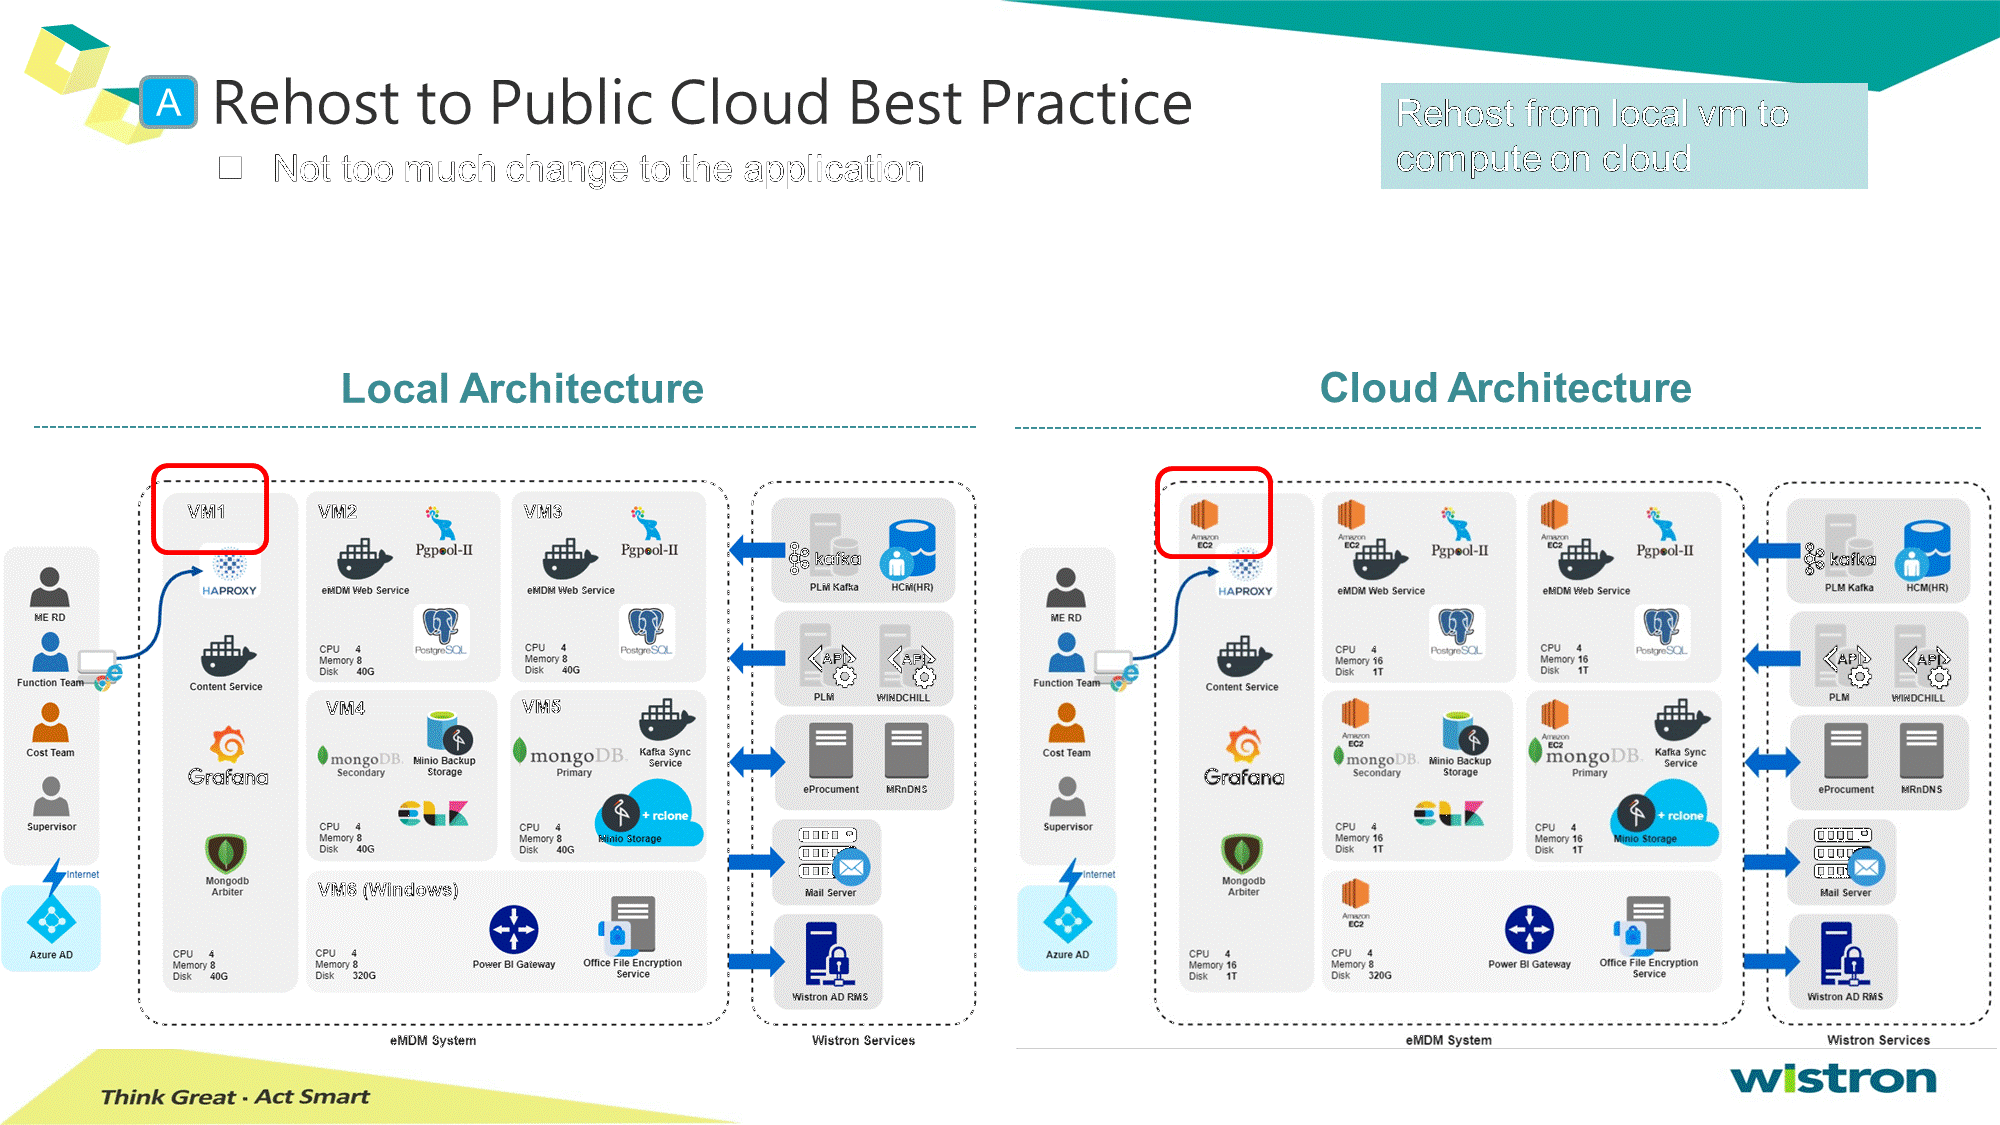 A Rehost to Public Cloud Best Practice
Not too much change to the application
Rehost from local vm to
compute on cloud
Local Architecture
ME RD
Function Team
Cost Team
Supervisor
Internet
Azure AD
VM1
HAPROXY
Content Service
Grafana
Mongodb
Arbiter
CPU 4
Memory 8
Disk 40G
VM2
Pgpool-II
eMDM Web Service
PostgreSQL
CPU 4
Memory 8
Disk 40G
VM3
Pgpool-II
eMDM Web Service
PostgreSQL
CPU 4
Memory 8
Disk 40G
VM4
mongoDB.
Secondary
Minio Backup
Storage
CPU 4
Memory 8
Disk 40G
VM5
mongoDB.
Primary
Kafka Sync
Service
+ rclone
Minio Storage
CPU 4
Memory 8
Disk 40G
VM6 (Windows)
Power BI Gateway
Office File Encryption
Service
CPU 4
Memory 8
Disk 320G
eMDM System
kafka
PLM Kafka
HCM(HR)
API
API
PLM
WINDCHILL
eProcument
MRnDNS
Mail Server
Wistron AD RMS
Wistron Services
Cloud Architecture
ME RD
Function Team
Cost Team
Supervisor
Internet
Azure AD
Amazon
EC2
HAPROXY
Content Service
Grafana
Mongodb
Arbiter
CPU 4
Memory 16
Disk 1T
Amazon
EC2
Pgpool-II
eMDM Web Service
PostgreSQL
CPU 4
Memory 16
Disk 1T
Amazon
EC2
Pgpool-II
eMDM Web Service
PostgreSQL
CPU 4
Memory 16
Disk 1T
Amazon
EC2
mongoDB.
Secondary
Minio Backup
Storage
CPU 4
Memory 16
Disk 1T
Amazon
EC2
mongoDB.
Primary
Kafka Sync
Service
+ rclone
Minio Storage
CPU 4
Memory 16
Disk 1T
Amazon
EC2
Power BI Gateway
Office File Encryption
Service
CPU 4
Memory 8
Disk 320G
eMDM System
kafka
PLM Kafka
HCM(HR)
API
API
PLM
WINDCHILL
eProcument
MRnDNS
Mail Server
Wistron AD RMS
Wistron Services
Think Great · Act Smart
wistron